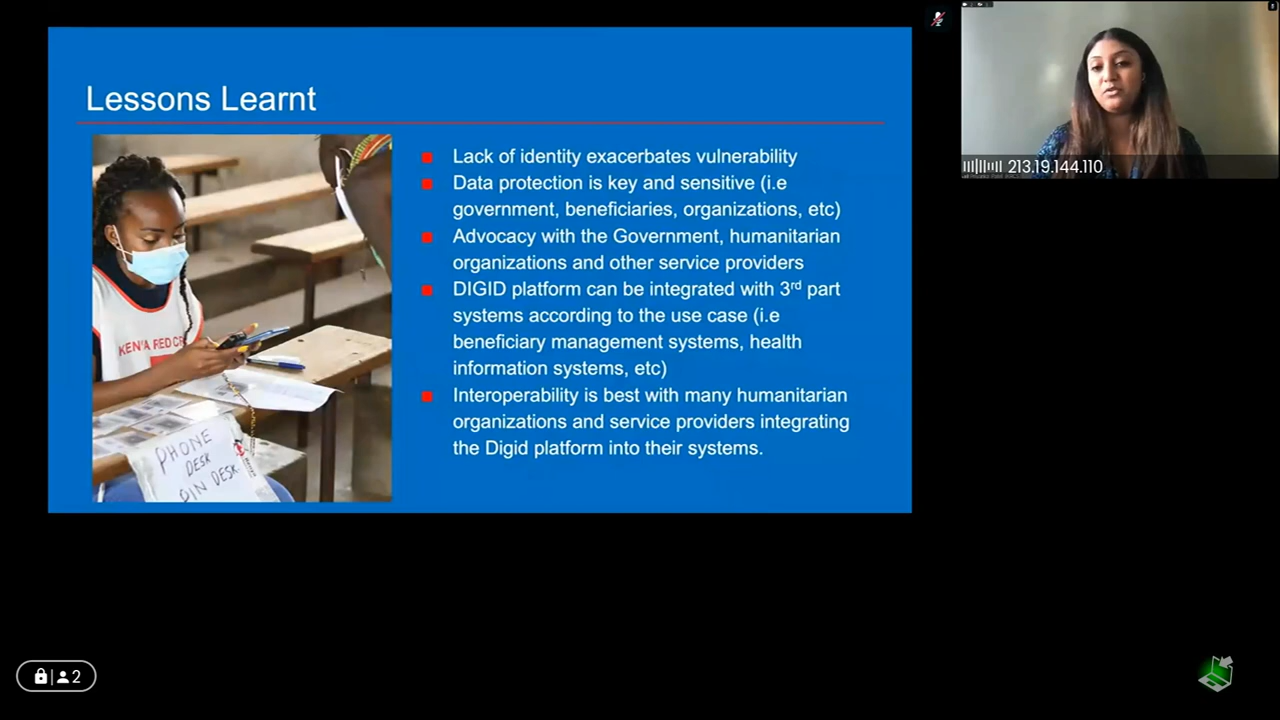 Lessons Learnt
Lack of identity exacerbates vulnerability
Data protection is key and sensitive (i.e
government, beneficiaries, organizations, etc)
Advocacy with the Government, humanitarian
organizations and other service providers
DIGID platform can be integrated with 3rd part
systems according to the use case (i.e
beneficiary management systems, health
information systems, etc)
Interoperability is best with many humanitarian
organizations and service providers integrating
the Digid platform into their systems.
KENYA RED
PHONE
DESK
PIN DESK
213.19.144.110
2